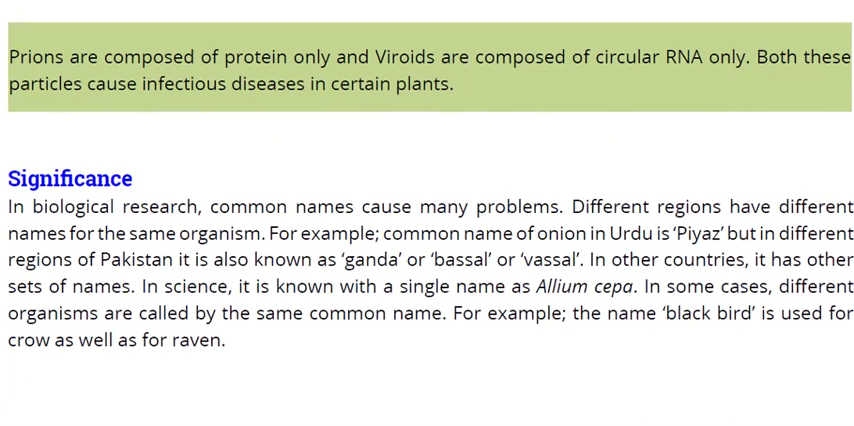 Prions are composed of protein only and Viroids are composed of circular RNA only. Both these
particles cause infectious diseases in certain plants.
Significance
In biological research, common names cause many problems. Different regions have different
names for the same organism. For example; common name of onion in Urdu is ‘Piyaz’ but in different
regions of Pakistan it is also known as ‘ganda’ or ‘bassal’ or ‘vassal’. In other countries, it has other
sets of names. In science, it is known with a single name as Allium cepa. In some cases, different
organisms are called by the same common name. For example; the name ‘black bird’ is used for
crow as well as for raven.